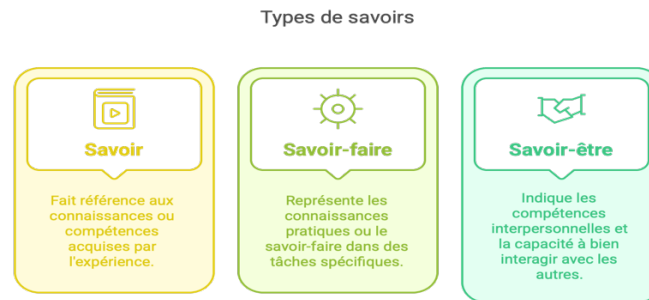 Types de savoirs
Savoir
Fait référence aux
connaissances ou
compétences
acquises par
l'expérience.
Savoir-faire
Représente les
connaissances
pratiques ou le
savoir-faire dans des
tâches spécifiques.
Savoir-être
Indique les
compétences
interpersonnelles et
la capacité à bien
interagir avec les
autres.